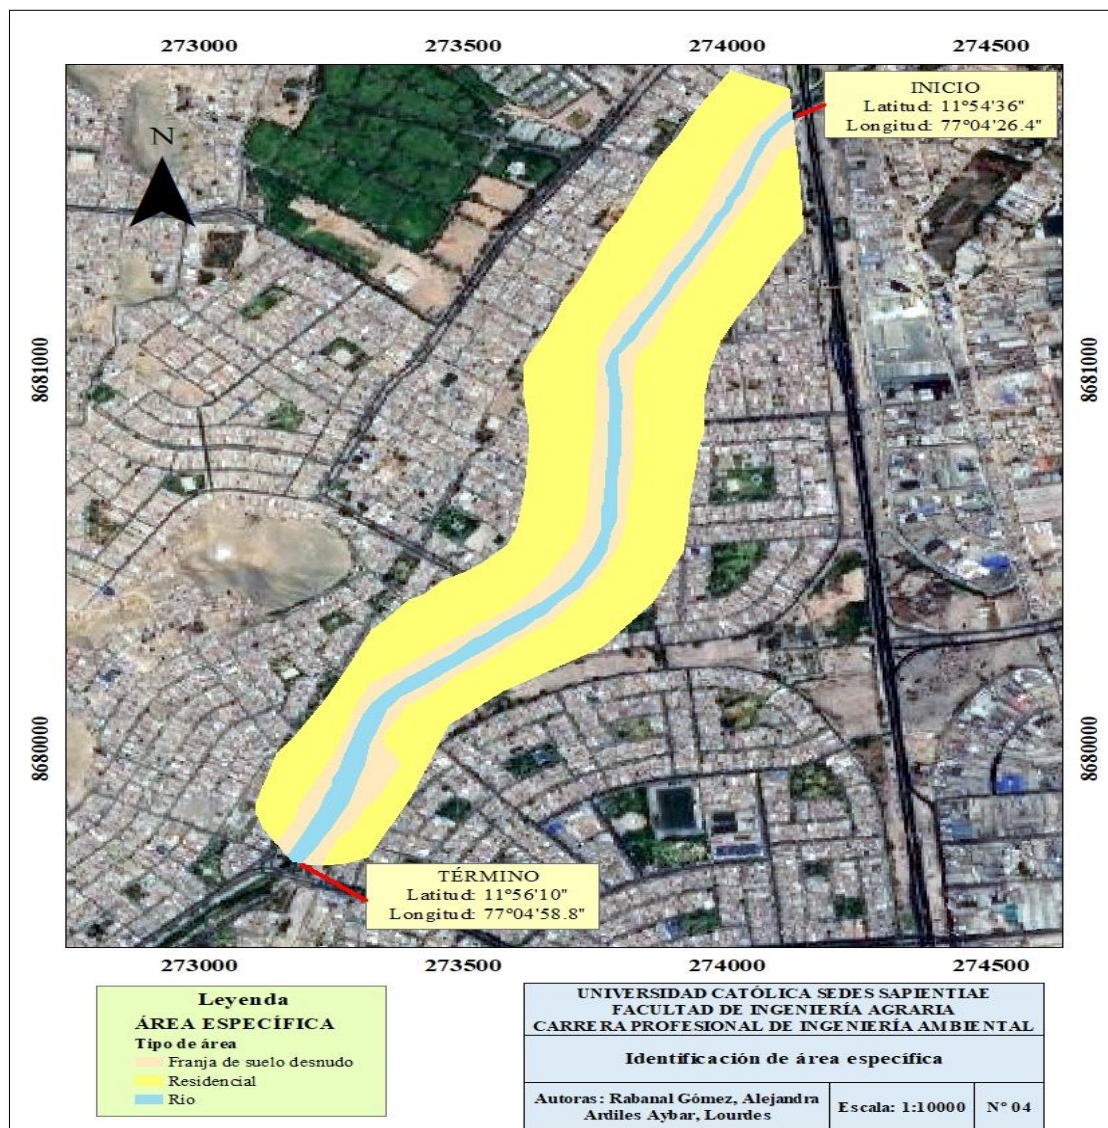 273000 273500 274000 274500
INICIO
Latitud: 11°54'36"
Longitud: 77°04'26.4"
N
8681000 8681000
8680000 8680000
TÉRMINO
Latitud: 11°56'10"
Longitud: 77°04'58.8"
273000 273500 274000 274500
Leyenda
ÁREA ESPECÍFICA
Tipo de área
Franja de suelo desnudo
Residencial
Río
UNIVERSIDAD CATÓLICA SEDES SAPIENTIAE
FACULTAD DE INGENIERÍA AGRARIA
CARRERA PROFESIONAL DE INGENIERÍA AMBIENTAL
Identificación de área específica
Autoras: Rabanal Gómez, Alejandra
Ardiles Aybar, Lourdes
Escala: 1:10000
N° 04